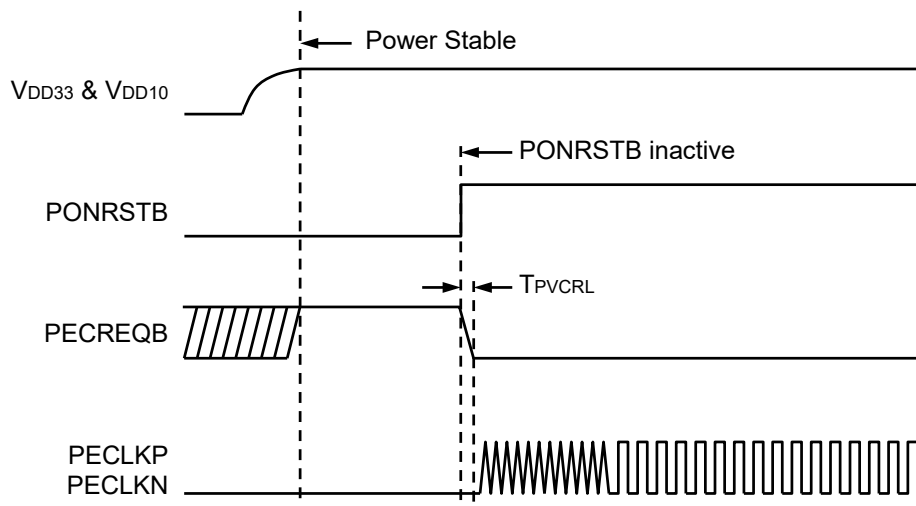 Power Stable
VDD33 & VDD10
PONRSTB inactive
PONRSTB
TPVCRL
PECREQB
PECLKP
PECLKN